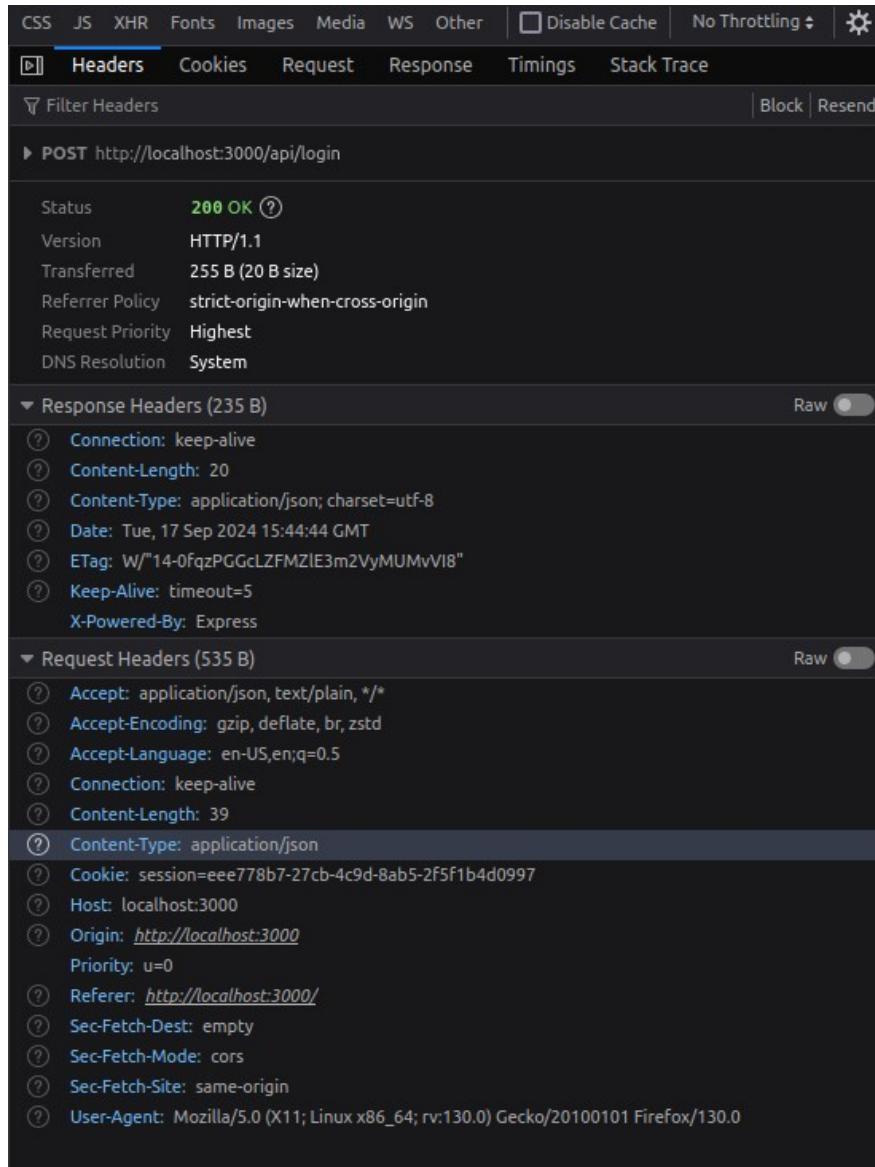 CSS JS XHR Fonts Images Media WS Other Disable Cache No Throttling
Headers Cookies Request Response Timings Stack Trace
Filter Headers Block Resend
POST http://localhost:3000/api/login
Status 200 OK
Version HTTP/1.1
Transferred 255 B (20 B size)
Referrer Policy strict-origin-when-cross-origin
Request Priority Highest
DNS Resolution System
Response Headers (235 B) Raw
Connection: keep-alive
Content-Length: 20
Content-Type: application/json; charset=utf-8
Date: Tue, 17 Sep 2024 15:44:44 GMT
ETag: W/"14-0fqzPGGcLZFMZlE3m2VyMUMvVI8"
Keep-Alive: timeout=5
X-Powered-By: Express
Request Headers (535 B) Raw
Accept: application/json, text/plain, */*
Accept-Encoding: gzip, deflate, br, zstd
Accept-Language: en-US,en;q=0.5
Connection: keep-alive
Content-Length: 39
Content-Type: application/json
Cookie: session=eee778b7-27cb-4c9d-8ab5-2f5f1b4d0997
Host: localhost:3000
Origin: http://localhost:3000
Priority: u=0
Referer: http://localhost:3000/
Sec-Fetch-Dest: empty
Sec-Fetch-Mode: cors
Sec-Fetch-Site: same-origin
User-Agent: Mozilla/5.0 (X11; Linux x86_64; rv:130.0) Gecko/20100101 Firefox/130.0